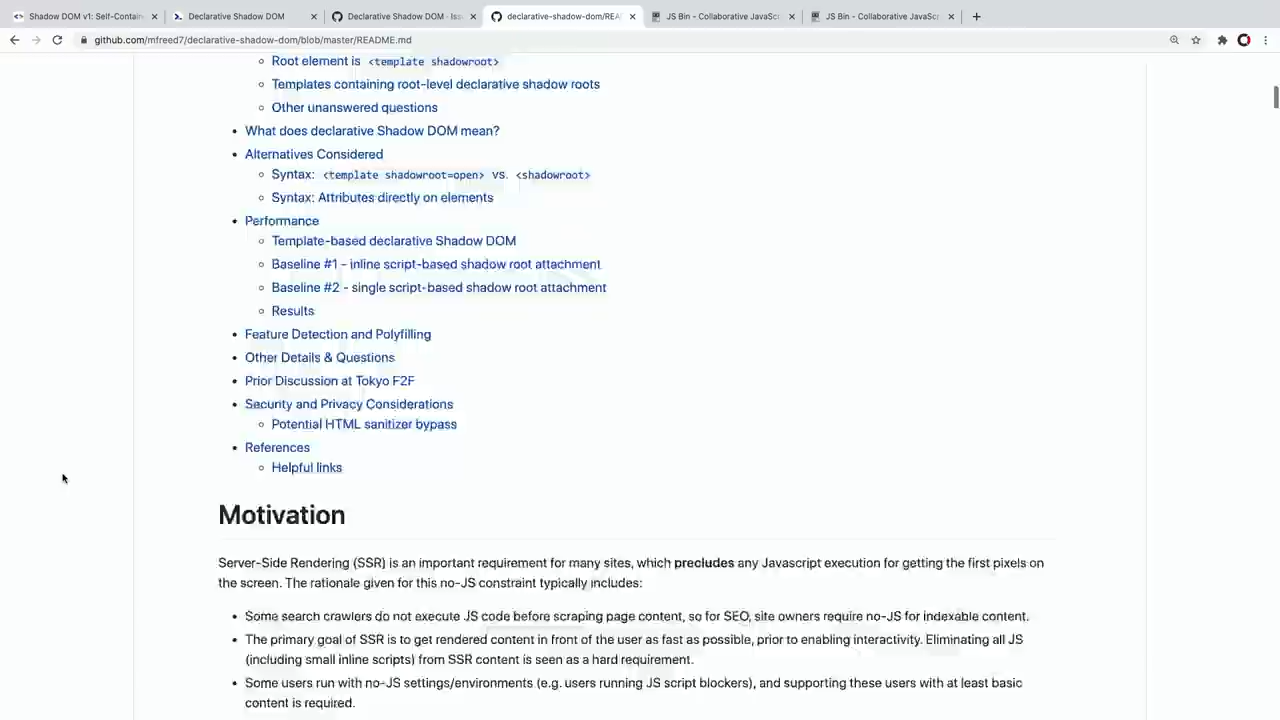 Shadow DOM v1: Self-Contain
Declarative Shadow DOM
Declarative Shadow DOM · Iss
declarative-shadow-dom/REA
JS Bin - Collaborative JavaSc
JS Bin - Collaborative JavaScr
github.com/mfreed7/declarative-shadow-dom/blob/master/README.md
Root element is <template shadowroot>
Templates containing root-level declarative shadow roots
Other unanswered questions
What does declarative Shadow DOM mean?
Alternatives Considered
Syntax: <template shadowroot=open> vs. <shadowroot>
Syntax: Attributes directly on elements
Performance
Template-based declarative Shadow DOM
Baseline #1 - inline script-based shadow root attachment
Baseline #2 - single script-based shadow root attachment
Results
Feature Detection and Polyfilling
Other Details & Questions
Prior Discussion at Tokyo F2F
Security and Privacy Considerations
Potential HTML sanitizer bypass
References
Helpful links
Motivation
Server-Side Rendering (SSR) is an important requirement for many sites, which precludes any Javascript execution for getting the first pixels on
the screen. The rationale given for this no-JS constraint typically includes:
Some search crawlers do not execute JS code before scraping page content, so for SEO, site owners require no-JS for indexable content.
The primary goal of SSR is to get rendered content in front of the user as fast as possible, prior to enabling interactivity. Eliminating all JS
(including small inline scripts) from SSR content is seen as a hard requirement.
Some users run with no-JS settings/environments (e.g. users running JS script blockers), and supporting these users with at least basic
content is required.